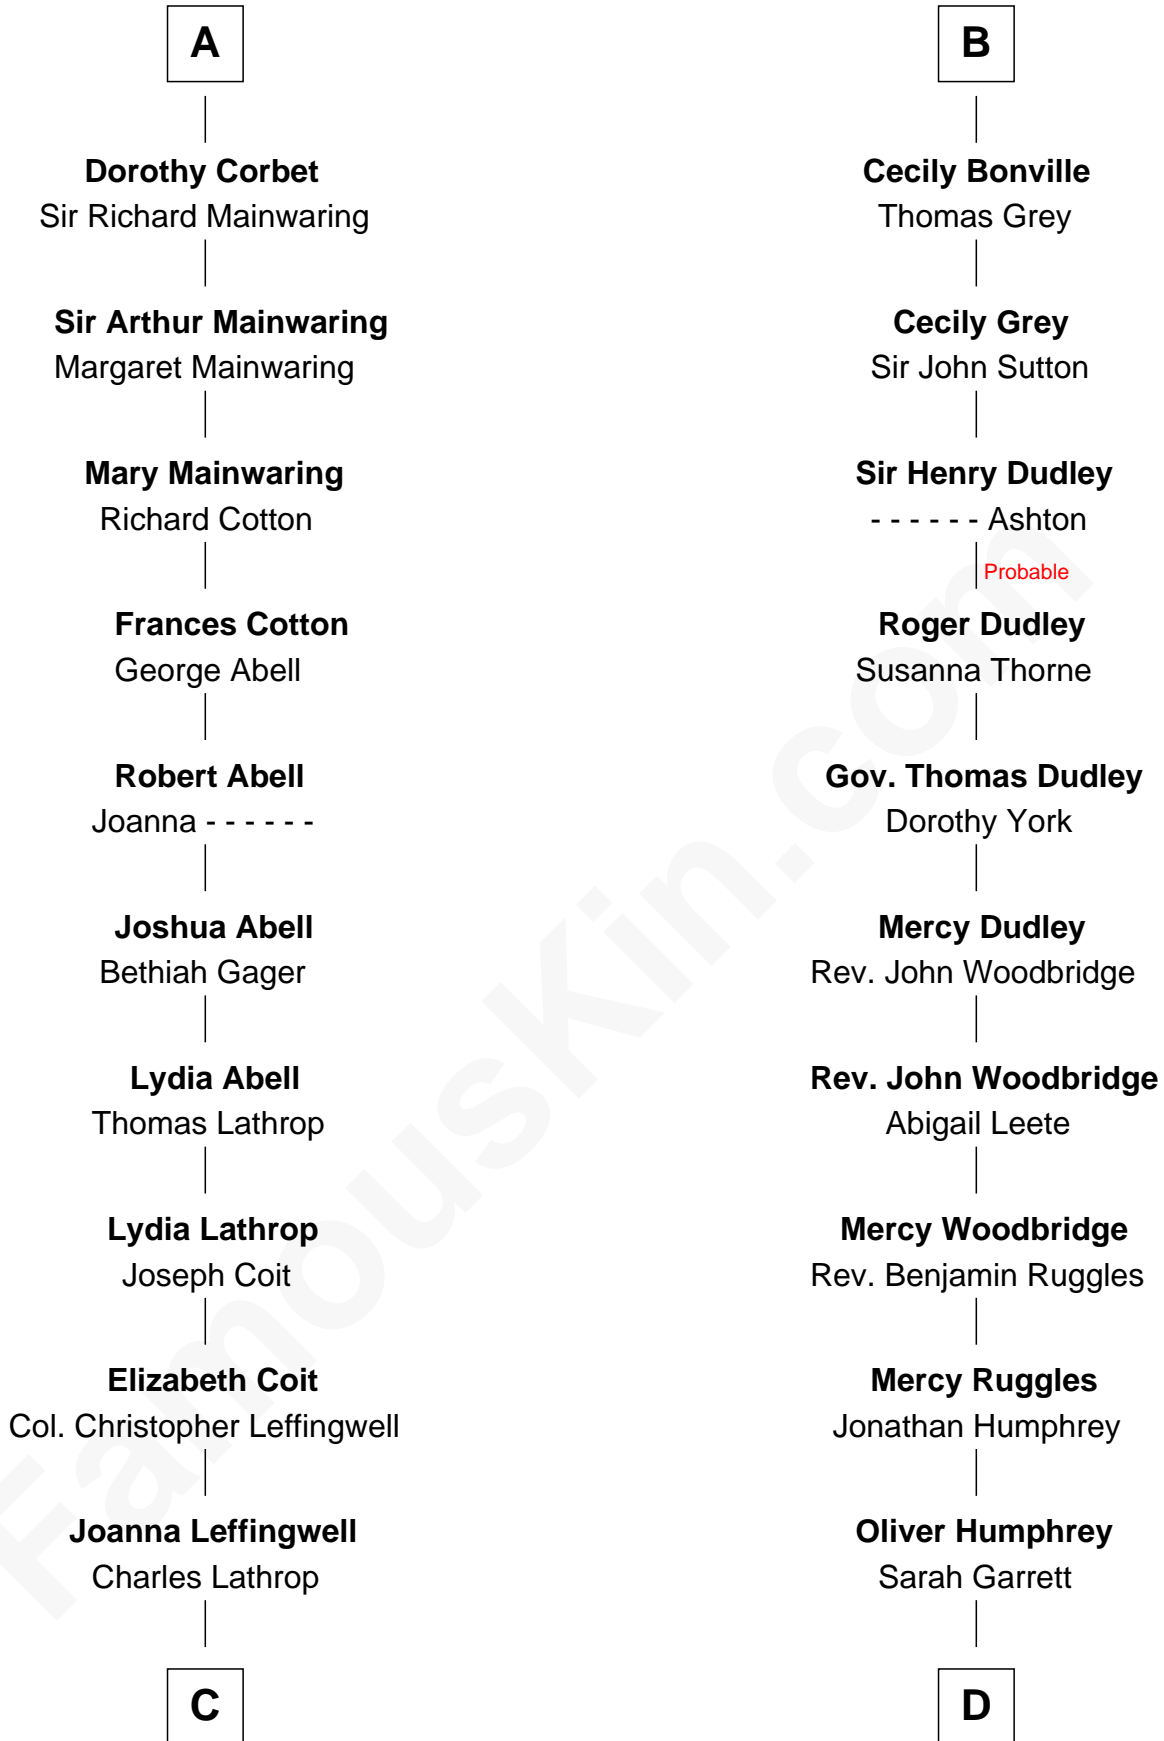 A
Dorothy Corbet
Sir Richard Mainwaring
Sir Arthur Mainwaring
Margaret Mainwaring
Mary Mainwaring
Richard Cotton
Frances Cotton
George Abell
Robert Abell
Joanna - - - - - -
Joshua Abell
Bethiah Gager
Lydia Abell
Thomas Lathrop
Lydia Lathrop
Joseph Coit
Elizabeth Coit
Col. Christopher Leffingwell
Joanna Leffingwell
Charles Lathrop
C
B
Cecily Bonville
Thomas Grey
Cecily Grey
Sir John Sutton
Sir Henry Dudley
- - - - - - Ashton
Probable
Roger Dudley
Susanna Thorne
Gov. Thomas Dudley
Dorothy York
Mercy Dudley
Rev. John Woodbridge
Rev. John Woodbridge
Abigail Leete
Mercy Woodbridge
Rev. Benjamin Ruggles
Mercy Ruggles
Jonathan Humphrey
Oliver Humphrey
Sarah Garrett
D
FamousKin.com